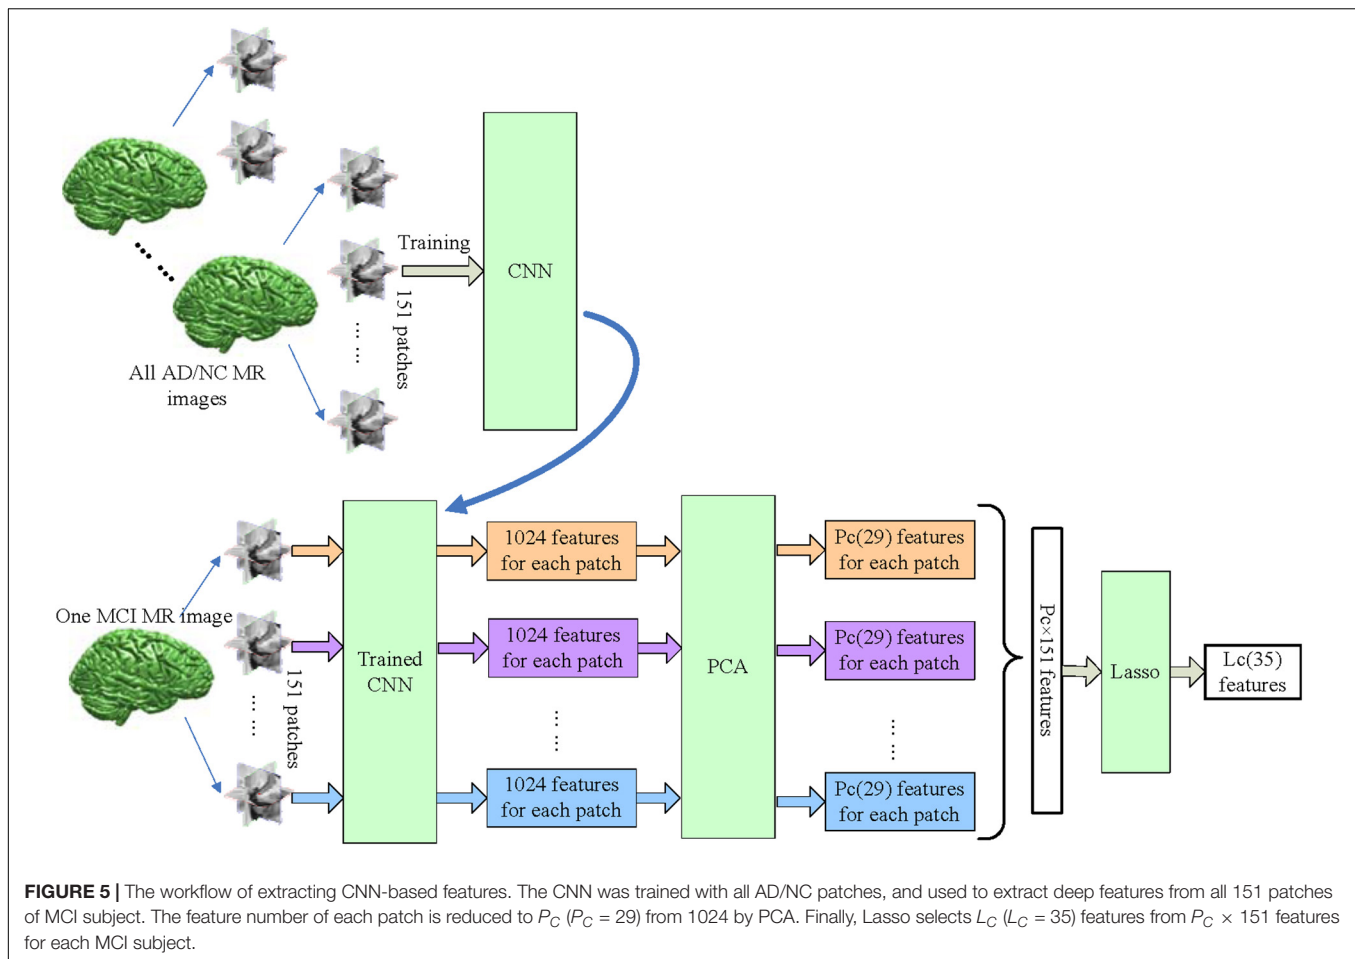 Training
CNN
151 patches
... ...
All AD/NC MR
images
One MCI MR image
151 patches
... ...
Trained
CNN
1024 features
for each patch
1024 features
for each patch
... ...
1024 features
for each patch
PCA
Pc(29) features
for each patch
Pc(29) features
for each patch
... ...
Pc(29) features
for each patch
Pc×151 features
Lasso
Lc(35)
features
FIGURE 5 | The workflow of extracting CNN-based features. The CNN was trained with all AD/NC patches, and used to extract deep features from all 151 patches
of MCI subject. The feature number of each patch is reduced to PC (PC = 29) from 1024 by PCA. Finally, Lasso selects LC (LC = 35) features from PC × 151 features
for each MCI subject.